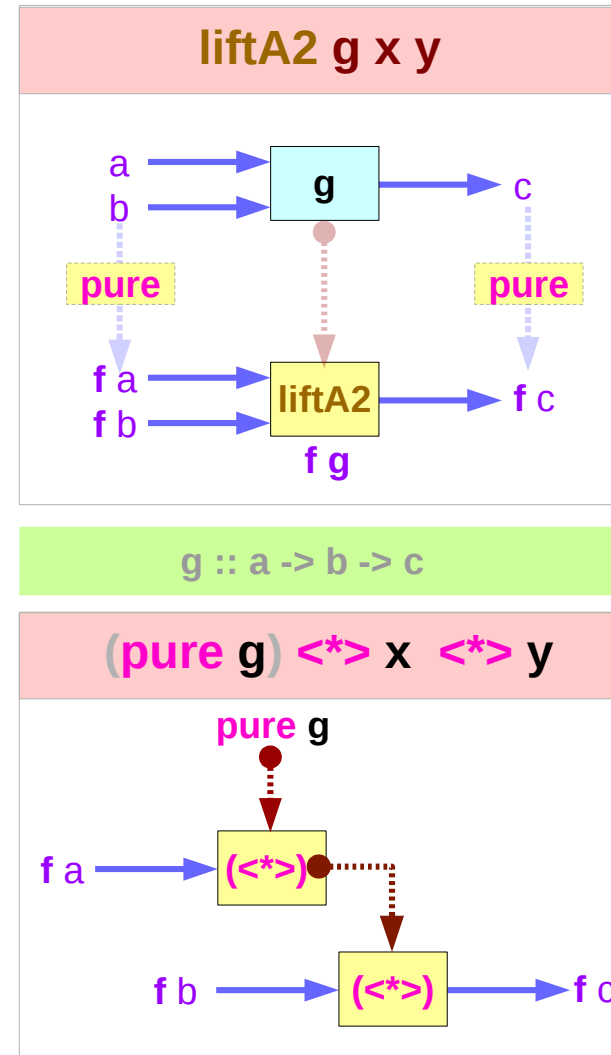 liftA2 g x y
a
b
g
c
pure
pure
f a
f b
liftA2
f c
f g
g :: a -> b -> c
(pure g) <*> x <*> y
pure g
f a
(<*>)
f b
(<*>)
f c